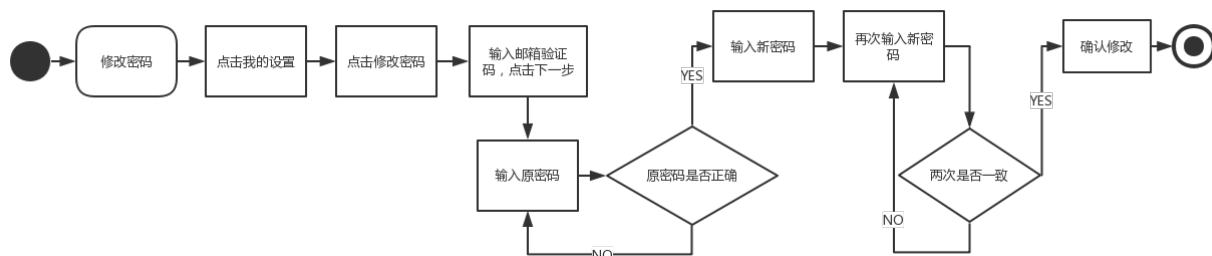 修改密码
点击我的设置
点击修改密码
输入邮箱验证
码，点击下一步
输入原密码
原密码是否正确
NO
YES
输入新密码
再次输入新密
码
两次是否一致
NO
YES
确认修改